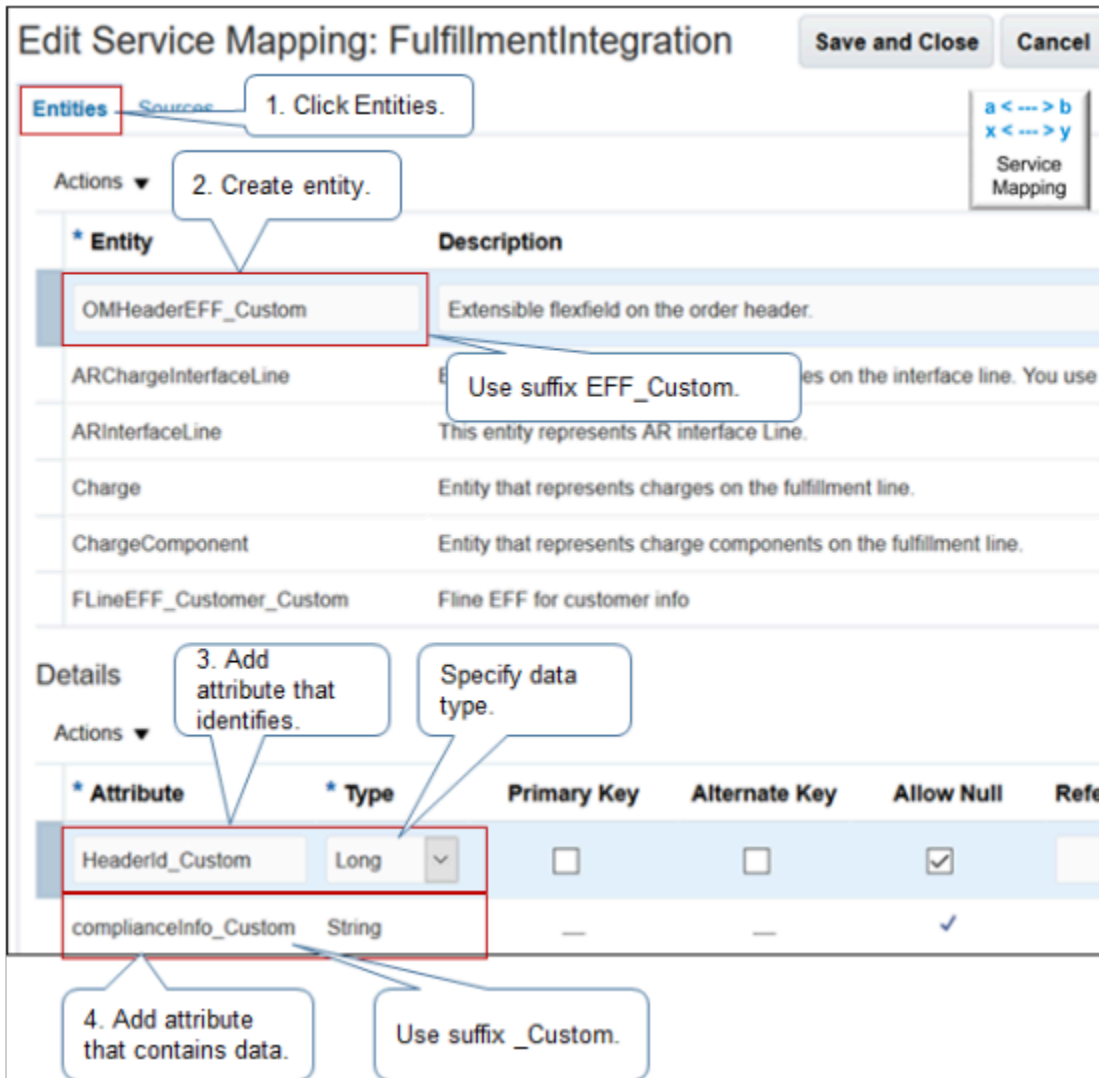 Edit Service Mapping: FulfillmentIntegration
Save and Close
Cancel
Entities
Sources
1. Click Entities.
a < --- > b
x < --- > y
Service
Mapping
Actions
2. Create entity.
* Entity
Description
OMHeaderEFF_Custom
Extensible flexfield on the order header.
Use suffix EFF_Custom.
ARChargeInterfaceLine
es on the interface line. You use
ARInterfaceLine
This entity represents AR interface Line.
Charge
Entity that represents charges on the fulfillment line.
ChargeComponent
Entity that represents charge components on the fulfillment line.
FLineEFF_Customer_Custom
Fline EFF for customer info
Details
3. Add
attribute that
identifies.
Specify data
type.
Actions
* Attribute
* Type
Primary Key
Alternate Key
Allow Null
Refe
HeaderId_Custom
Long
complianceInfo_Custom
String
4. Add attribute
that contains data.
Use suffix _Custom.